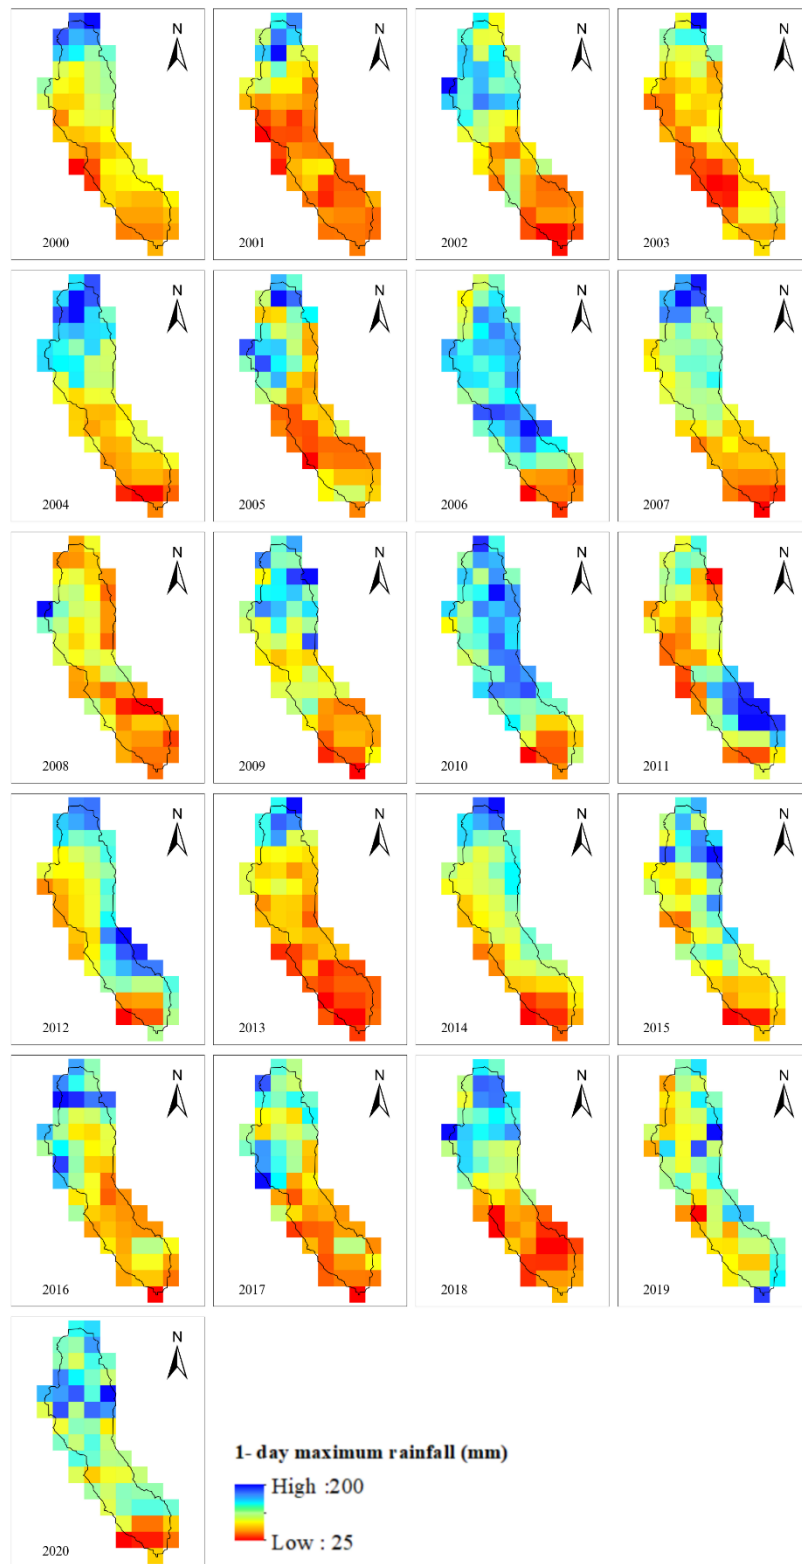 N N N N
2000 2001 2002 2003
N N N N
2004 2005 2006 2007
N N N N
2008 2009 2010 2011
N N N N
2012 2013 2014 2015
N N N N
2016 2017 2018 2019
N
2020
1- day maximum rainfall (mm)
High :200
Low : 25